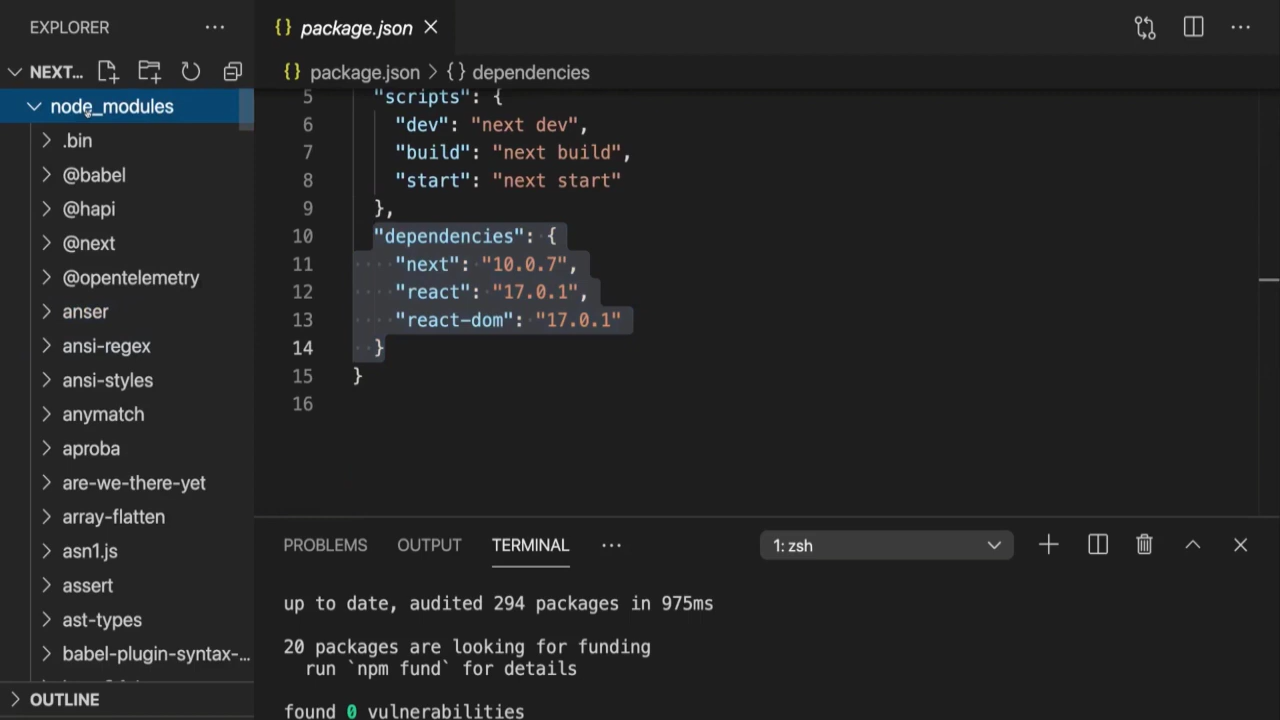 EXPLORER
NEXT...
node_modules
.bin
@babel
@hapi
@next
@opentelemetry
anser
ansi-regex
ansi-styles
anymatch
aproba
are-we-there-yet
array-flatten
asn1.js
assert
ast-types
babel-plugin-syntax-...
OUTLINE
{} package.json
{} package.json > {} dependencies
5 "scripts": {
6 "dev": "next dev",
7 "build": "next build",
8 "start": "next start"
9 },
10 "dependencies": {
11 "next": "10.0.7",
12 "react": "17.0.1",
13 "react-dom": "17.0.1"
14 }
15 }
16
PROBLEMS OUTPUT TERMINAL ... 1: zsh
up to date, audited 294 packages in 975ms
20 packages are looking for funding
run `npm fund` for details
found 0 vulnerabilities